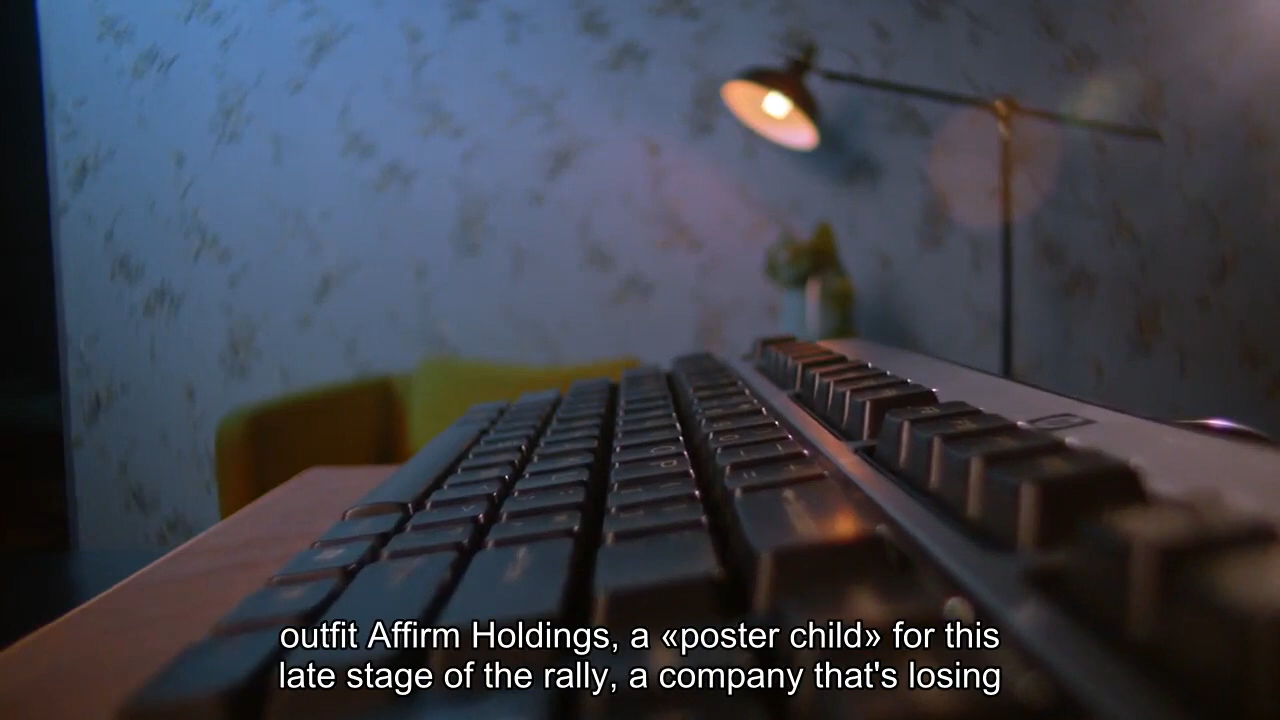 outfit Affirm Holdings, a «poster child» for this
late stage of the rally, a company that's losing